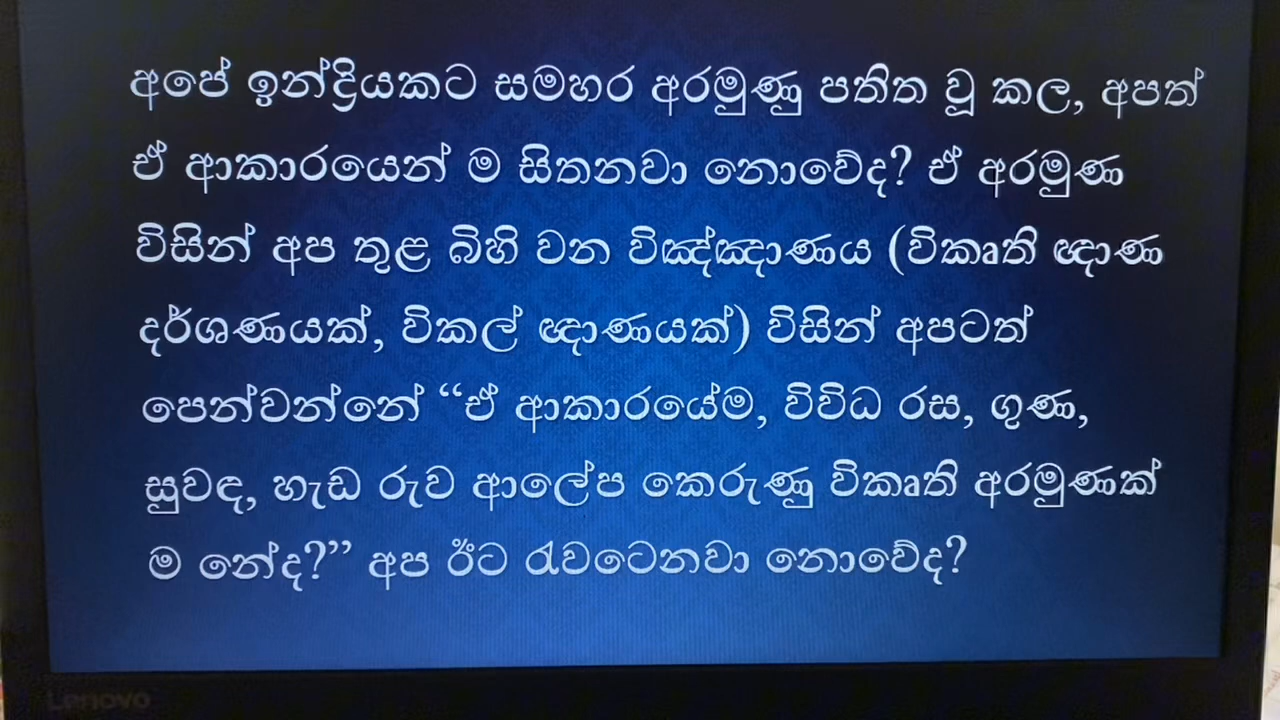 අපේ ඉන්ද්‍රියකට සමහර අරමුණු පතිත වූ කල, අපත්
ඒ ආකාරයෙන් ම සිතනවා නොවේද? ඒ අරමුණ
විසින් අප තුළ බිහි වන විඤ්ඤාණය (විකෘති ඥාණ
දර්ශණයක්, විකල් ඥාණයක්) විසින් අපටත්
පෙන්වන්නේ “ඒ ආකාරයේම, විවිධ රස, ගුණ,
සුවඳ, හැඩ රුව ආලේප කෙරුණු විකෘති අරමුණක්
ම නේද?” අප ඊට රැවටෙනවා නොවේද?
Lenovo